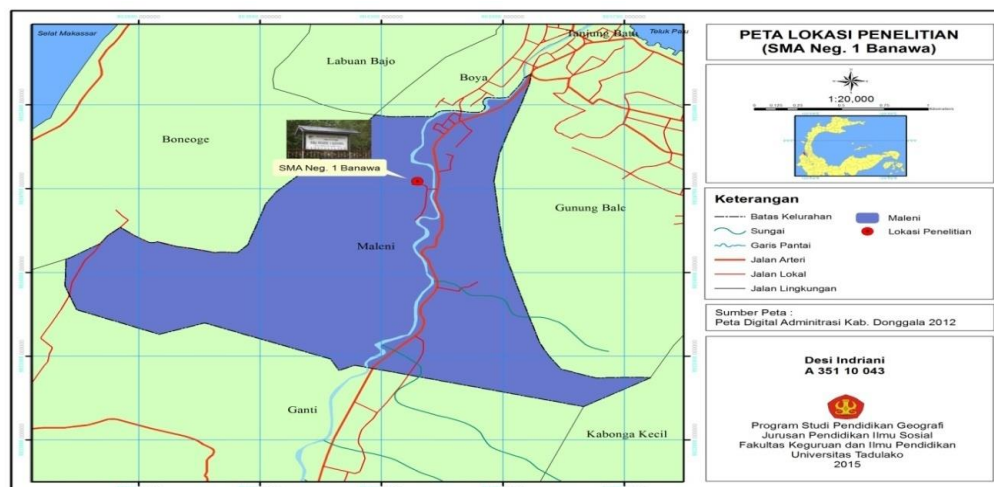 Selat Makassar
Tanjung Batu
Teluk Palu
Labuan Bajo
Boya
Boneoge
SMA Neg. 1 Banawa
Gunung Bale
Maleni
Ganti
Kabonga Kecil
PETA LOKASI PENELITIAN
(SMA Neg. 1 Banawa)
1:20,000
Keterangan
Batas Kelurahan
Sungai
Garis Pantai
Jalan Arteri
Jalan Lokal
Jalan Lingkungan
Maleni
Lokasi Penelitian
Sumber Peta :
Peta Digital Adminitrasi Kab. Donggala 2012
Desi Indriani
A 351 10 043
Program Studi Pendidikan Geografi
Jurusan Pendidikan Ilmu Sosial
Fakultas Keguruan dan Ilmu Pendidikan
Universitas Tadulako
2015